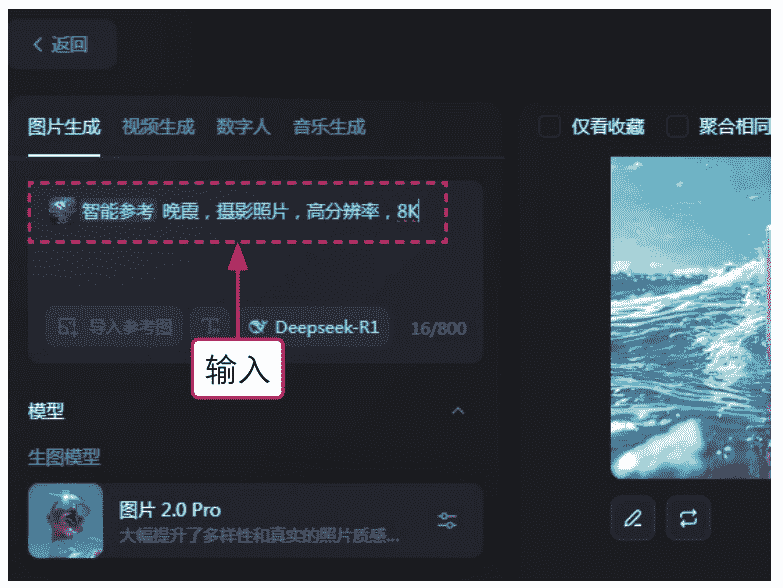 返回
图片生成 视频生成 数字人 音乐生成
仅看收藏 聚合相同
智能参考 晚霞，摄影照片，高分辨率，8K
导入参考图 Deepseek-R1 16/800
输入
模型
生图模型
图片 2.0 Pro
大幅提升了多样性和真实的照片质感...